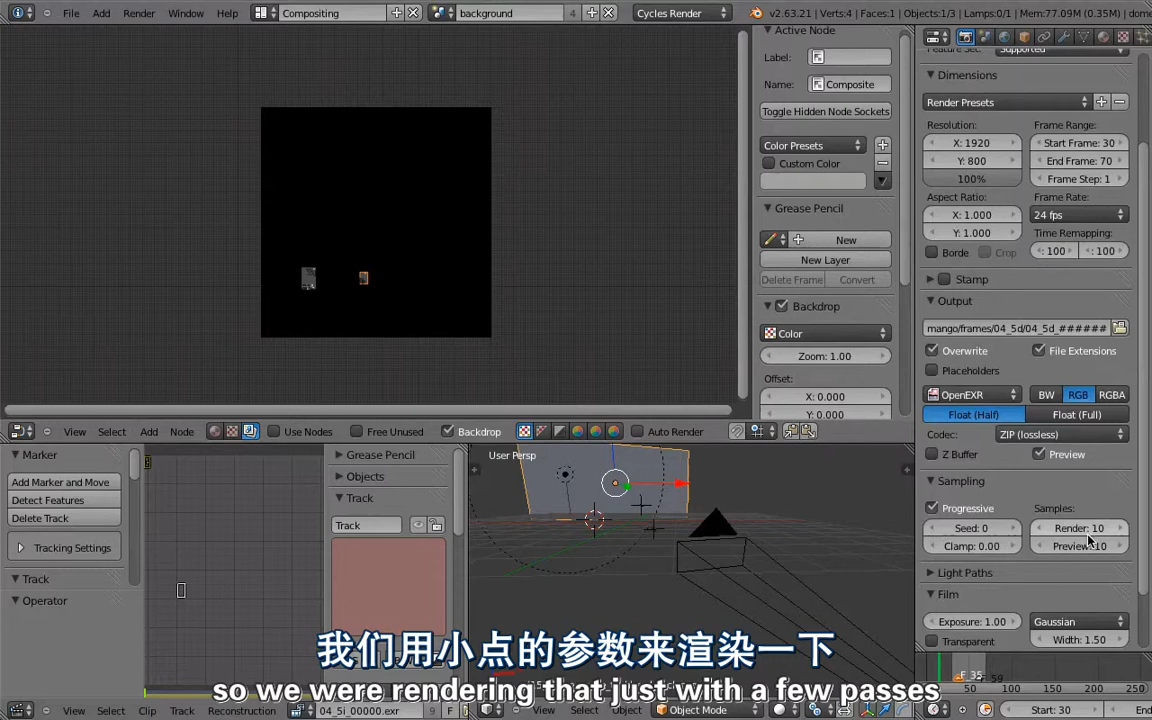 File Add Render Window Help Compositing background 4 Cycles Render v2.63.21 | Verts:4 | Faces:1 | Objects:1/3 | Lamps:0/1 | Mem:77.09M (0.35M) | dome
Active Node
Label:
Name: Composite
Toggle Hidden Node Sockets
Color Presets
Custom Color
Grease Pencil
New
New Layer
Delete Frame Convert
Backdrop
Color
Zoom: 1.00
Offset:
X: 0.000
Y: 0.000
Feature Set: Supported
Dimensions
Render Presets
Resolution: Frame Range:
X: 1920 Start Frame: 30
Y: 800 End Frame: 70
100% Frame Step: 1
Aspect Ratio: Frame Rate:
X: 1.000 24 fps
Y: 1.000 Time Remapping:
Borde Crop : 100 : 100
Stamp
Output
mango/frames/04_5d/04_5d_######
Overwrite File Extensions
Placeholders
OpenEXR BW RGB RGBA
Float (Half) Float (Full)
Codec: ZIP (lossless)
Z Buffer Preview
Sampling
Progressive Samples:
Seed: 0 Render: 10
Clamp: 0.00 Preview: 10
Light Paths
Film
Exposure: 1.00 Gaussian
Transparent Width: 1.50
View Select Add Node Use Nodes Free Unused Backdrop Auto Render
Marker
Add Marker and Move
Detect Features
Delete Track
Tracking Settings
Track
Operator
Grease Pencil
Objects
Track
Track
User Persp
35
59
50 100 150 200
View Select Clip Track Reconstruction 04_5i_00000.exr F Object Mode Start: 30
我们用小点的参数来渲染一下
so we were rendering that just with a few passes